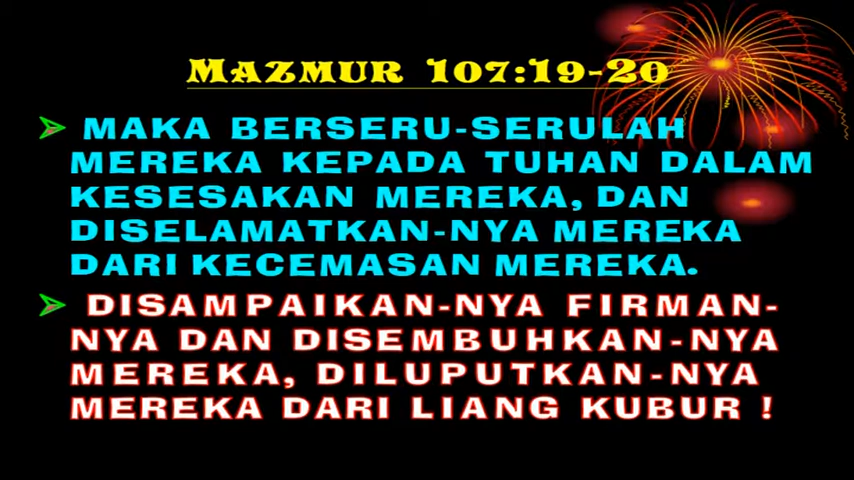 MAZMUR 107:19-20
MAKA BERSERU-SERULAH
MEREKA KEPADA TUHAN DALAM
KESESAKAN MEREKA, DAN
DISELAMATKAN-NYA MEREKA
DARI KECEMASAN MEREKA.
DISAMPAIKAN-NYA FIRMAN-
NYA DAN DISEMBUHKAN-NYA
MEREKA, DILUPUTKAN-NYA
MEREKA DARI LIANG KUBUR !